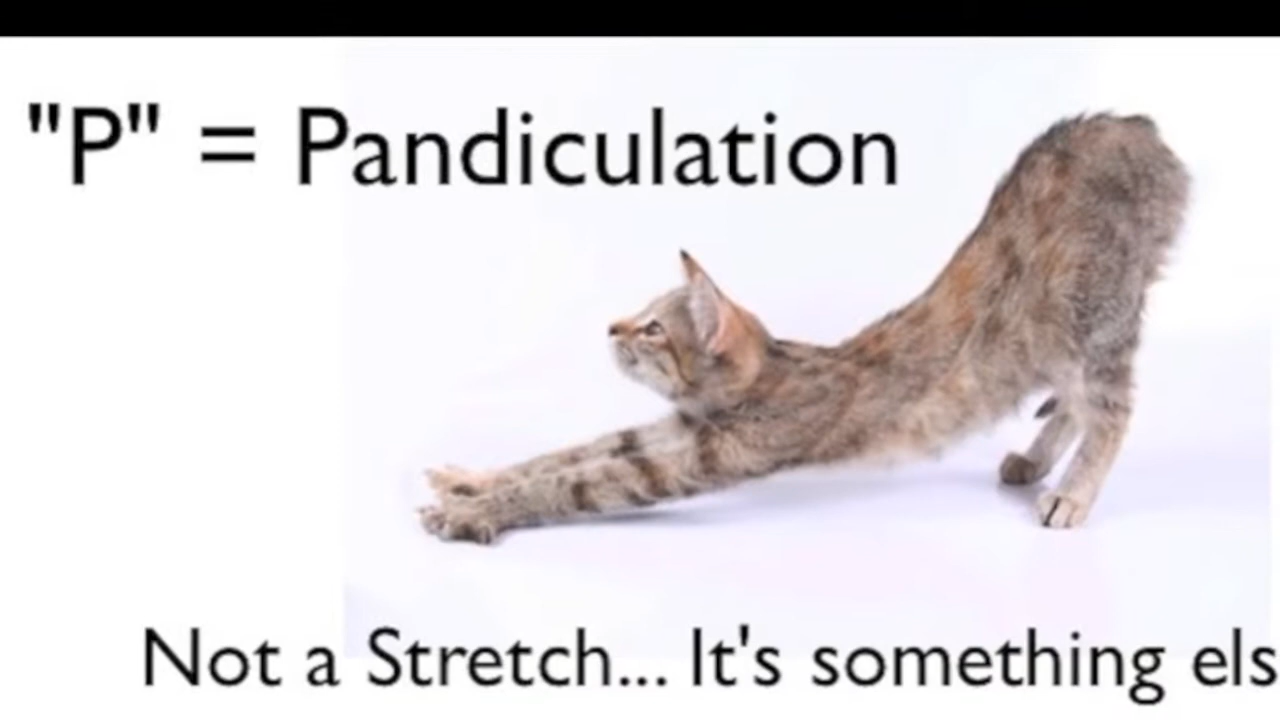 "P" = Pandiculation
Not a Stretch... It's something els